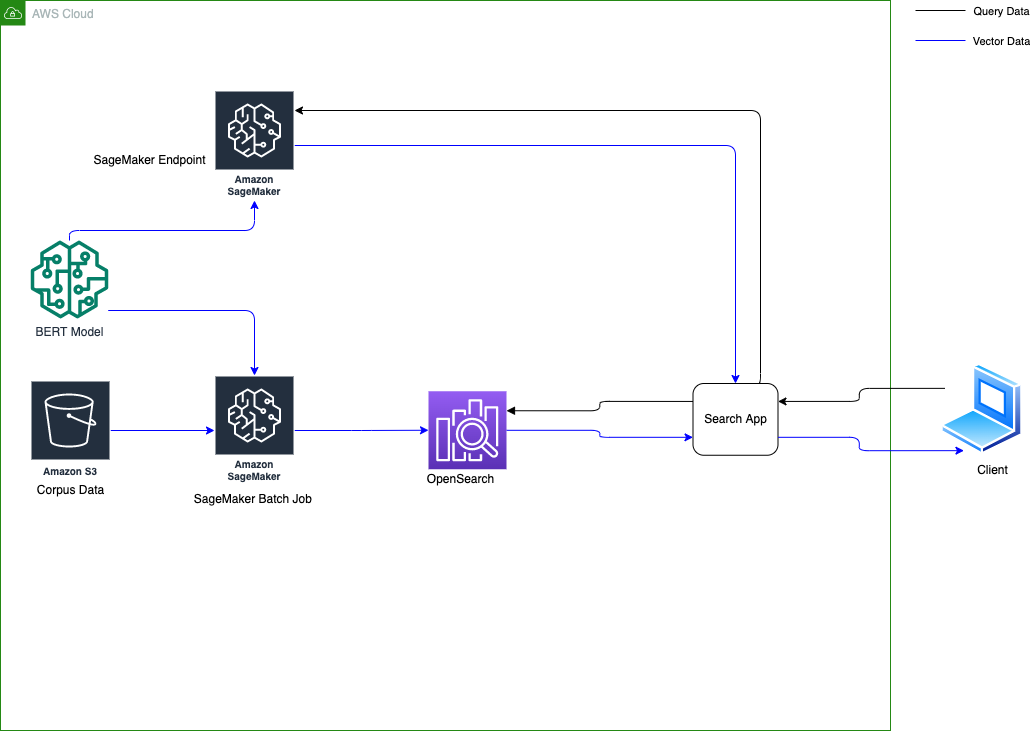 AWS Cloud
Query Data
Vector Data
SageMaker Endpoint
Amazon
SageMaker
BERT Model
Amazon S3
Corpus Data
Amazon
SageMaker
SageMaker Batch Job
OpenSearch
Search App
Client